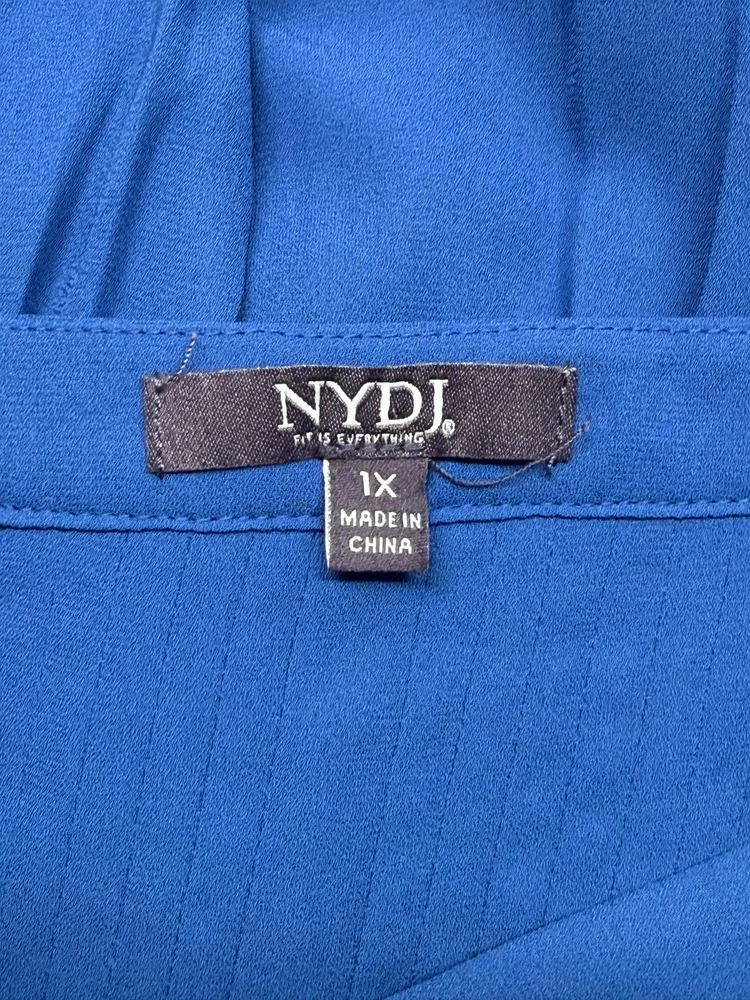 NYDJ®
FIT IS EVERYTHING
1X
MADE IN
CHINA